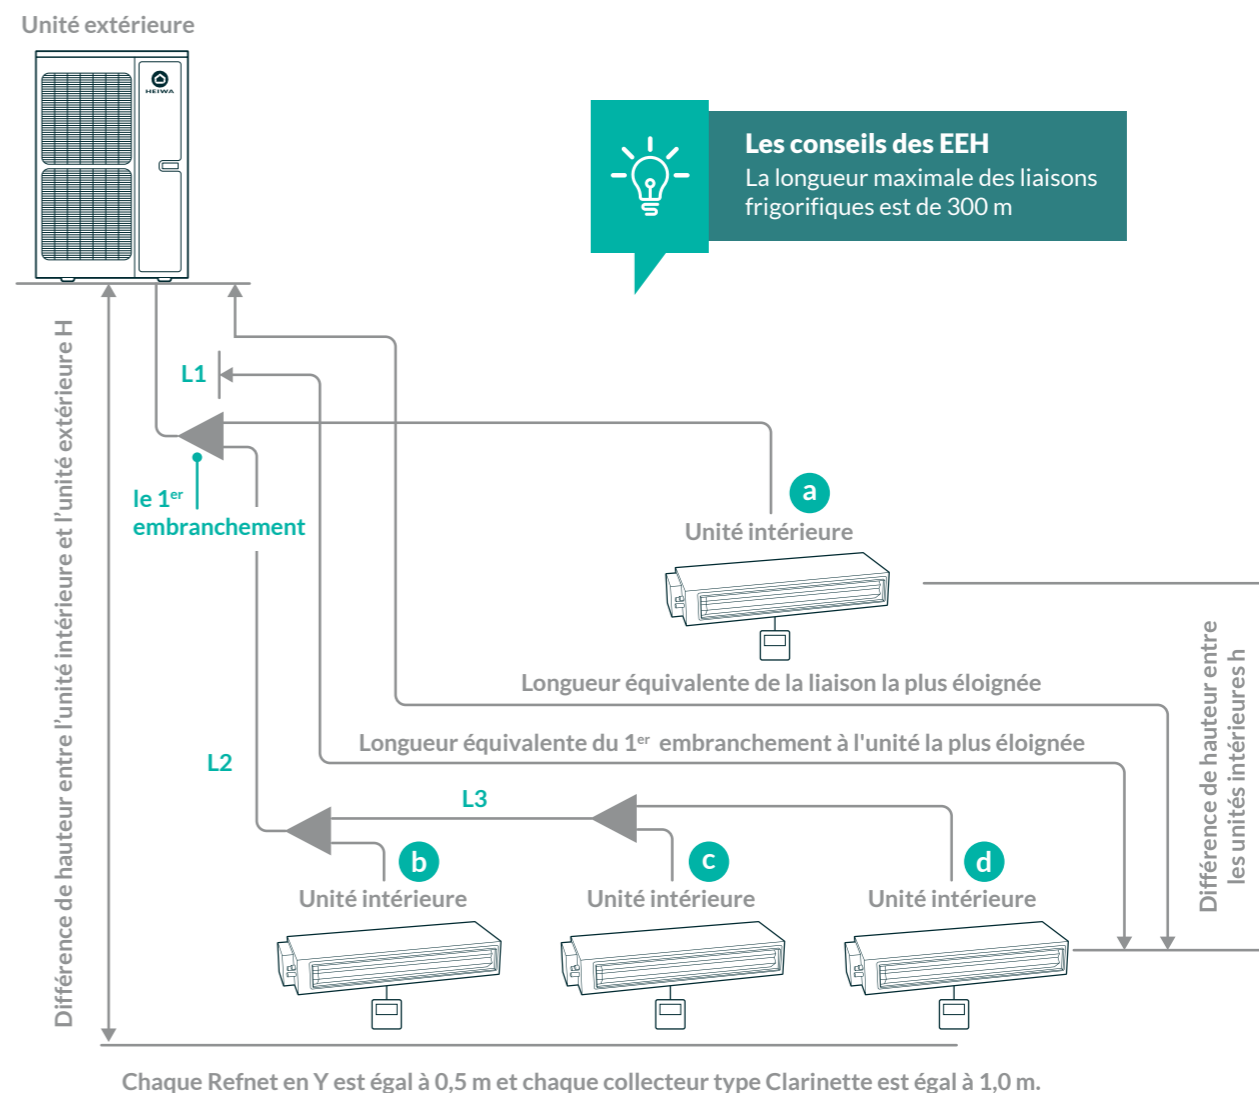 Unité extérieure
HEIWA
Les conseils des EEH
La longueur maximale des liaisons
frigorifiques est de 300 m
Différence de hauteur entre l'unité intérieure et l'unité extérieure H
L1
le 1er
embranchement
a
Unité intérieure
Longueur équivalente de la liaison la plus éloignée
Longueur équivalente du 1er embranchement à l'unité la plus éloignée
Différence de hauteur entre
les unités intérieures h
L2
L3
b
Unité intérieure
c
Unité intérieure
d
Unité intérieure
Chaque Refnet en Y est égal à 0,5 m et chaque collecteur type Clarinette est égal à 1,0 m.